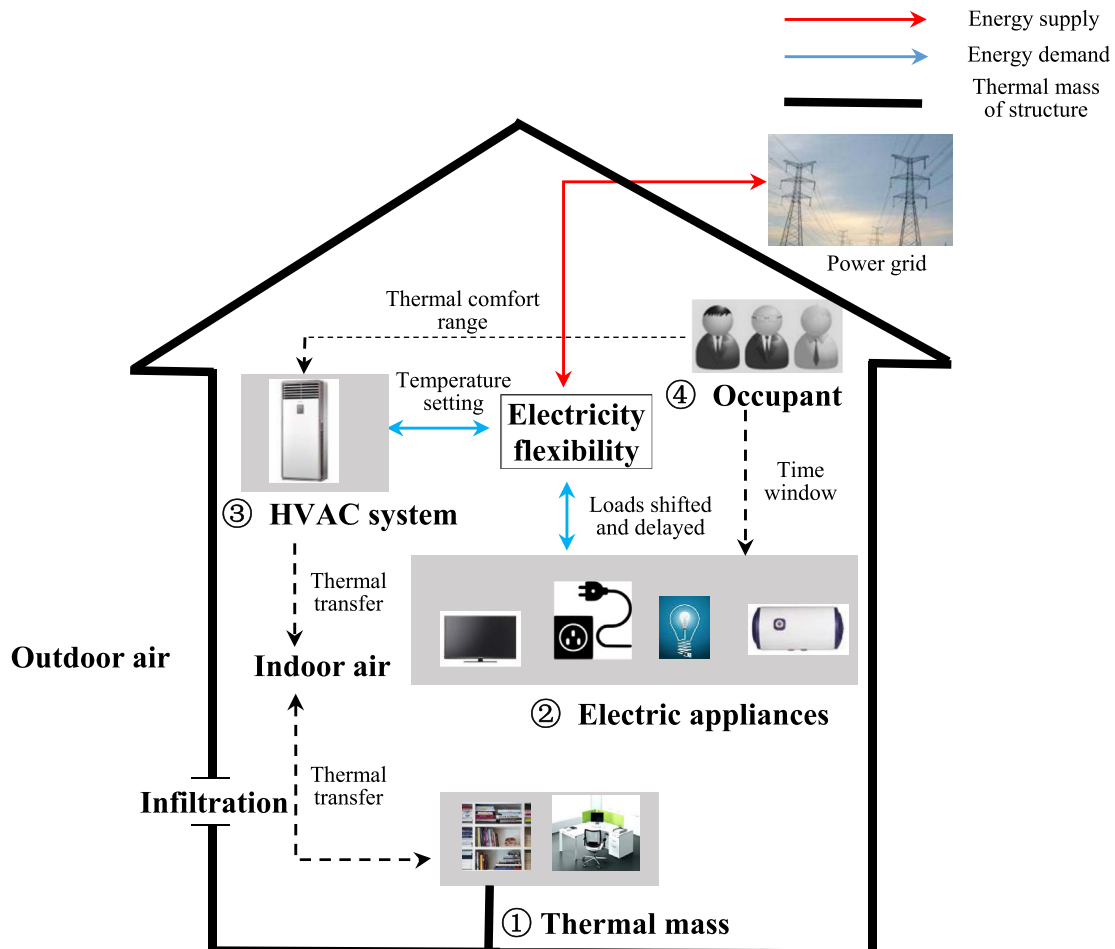 Energy supply
Energy demand
Thermal mass
of structure
Power grid
Thermal comfort
range
Temperature
setting
Electricity
flexibility
④ Occupant
Time
window
③ HVAC system
Loads shifted
and delayed
Thermal
transfer
Outdoor air
Indoor air
② Electric appliances
Thermal
transfer
Infiltration
① Thermal mass